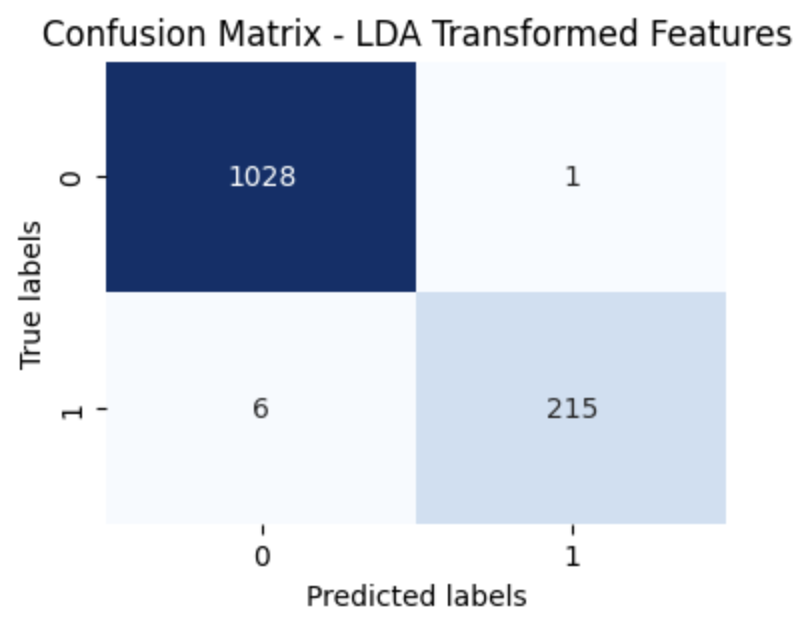 Confusion Matrix - LDA Transformed Features
True labels
0
1028
1
1
6
215
0
1
Predicted labels